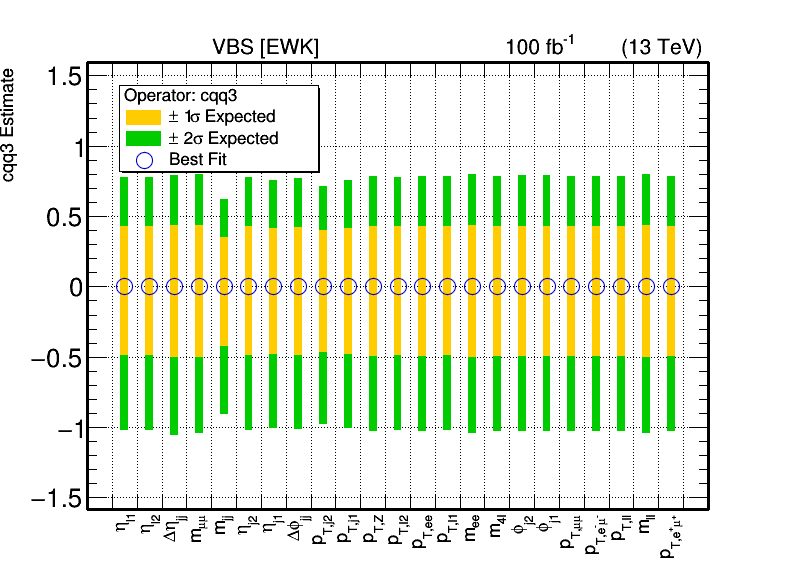 VBS [EWK] 100 fb⁻¹ (13 TeV)
cqq3 Estimate
Operator: cqq3
± 1σ Expected
± 2σ Expected
Best Fit
1.5
1
0.5
0
−0.5
−1
−1.5
η_l1
η_l2
Δη_jj
m_μμ
m_jj
η_j2
η_j1
Δφ_jj
p_T,j2
p_T,j1
p_T,Z
p_T,l2
p_T,ee
p_T,l1
m_ee
m_4l
φ_j2
φ_j1
p_T,μμ
p_T,e⁻μ⁻
p_T,ll
m_ll
p_T,e⁺μ⁺